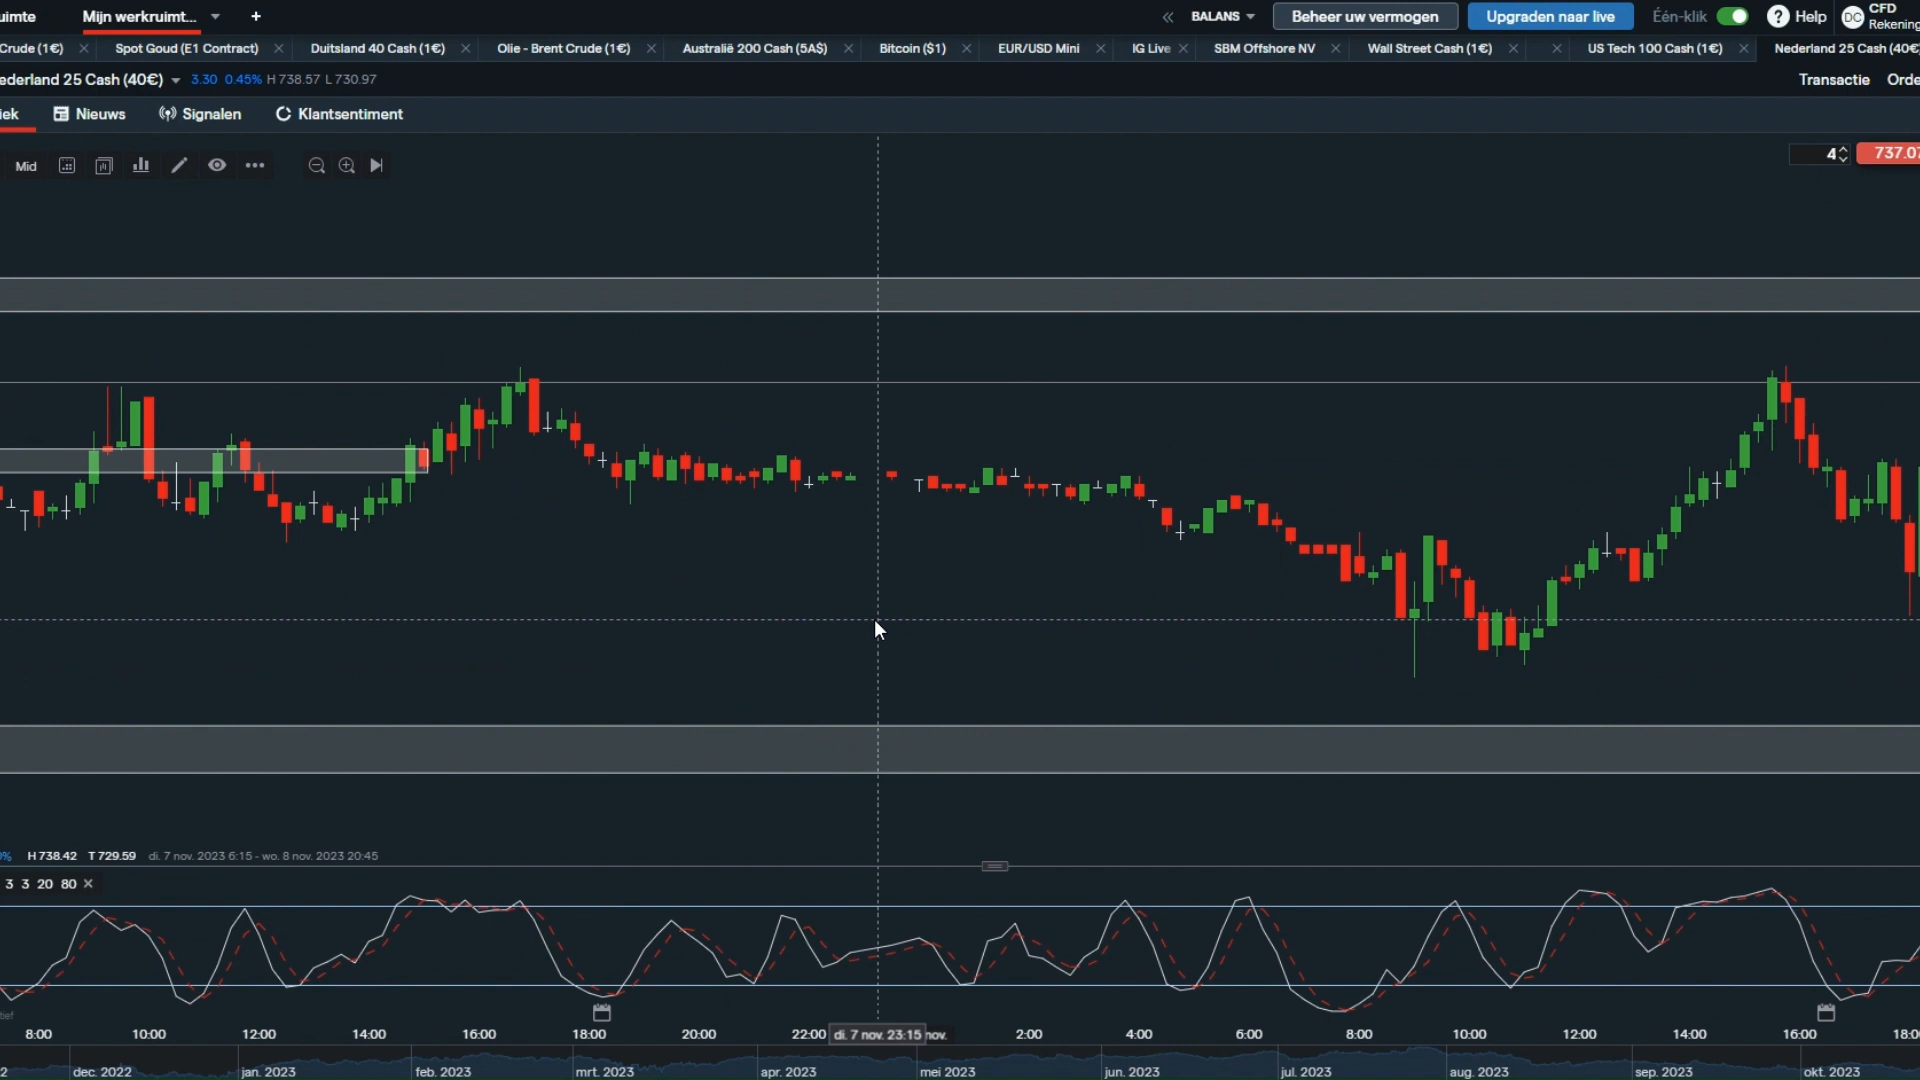 uimte Mijn werkruimt... + « BALANS Beheer uw vermogen Upgraden naar live Één-klik ? Help DC CFD
Rekening
Crude (1€) × Spot Goud (E1 Contract) × Duitsland 40 Cash (1€) × Olie - Brent Crude (1€) × Australië 200 Cash (5A$) × Bitcoin ($1) × EUR/USD Mini × IG Live × SBM Offshore NV × Wall Street Cash (1€) × × US Tech 100 Cash (1€) × Nederland 25 Cash (40€
ederland 25 Cash (40€) 3.30 0.45% H 738.57 L 730.97 Transactie Orde
iek Nieuws Signalen Klantsentiment
Mid ••• 4 737.07
0% H 738.42 T 729.59 di. 7 nov. 2023 6:15 - wo. 8 nov. 2023 20:45
3 3 20 80 ×
tief
8:00 10:00 12:00 14:00 16:00 18:00 20:00 22:00 di. 7 nov. 23:15 nov. 2:00 4:00 6:00 8:00 10:00 12:00 14:00 16:00 18:0
2 dec. 2022 jan. 2023 feb. 2023 mrt. 2023 apr. 2023 mei 2023 jun. 2023 jul. 2023 aug. 2023 sep. 2023 okt. 2023